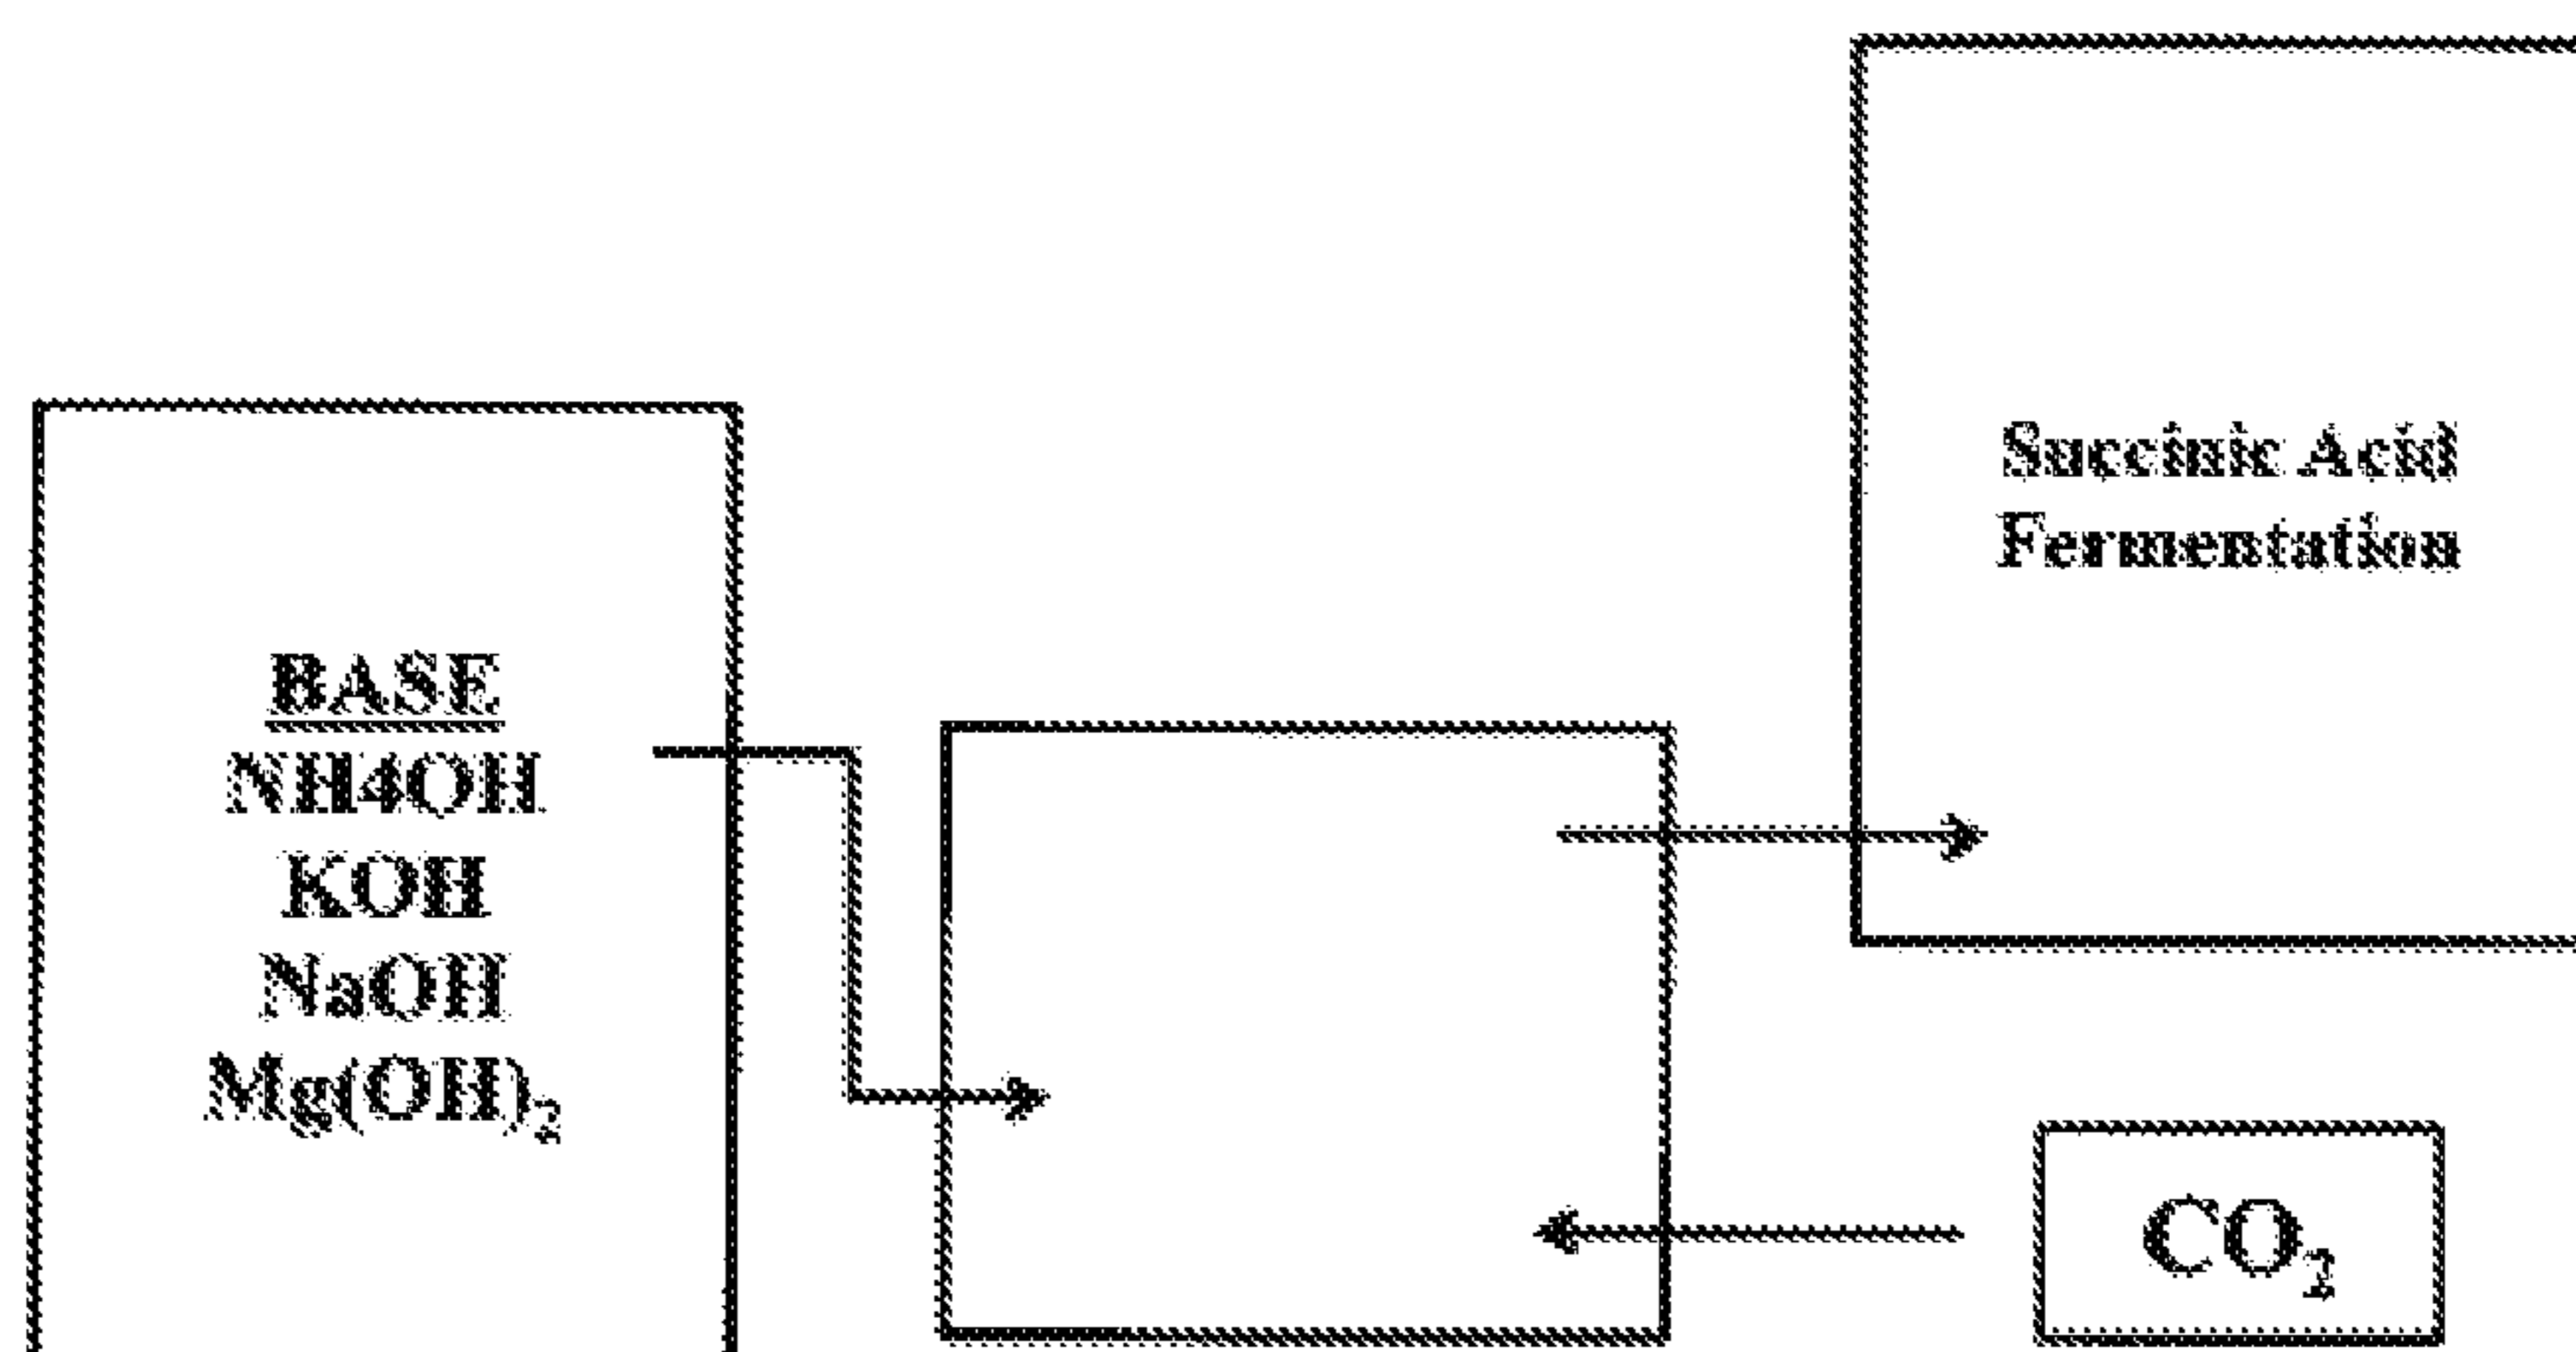 Succinic Acid
Fermentation
BASE
NH4OH
KOH
NaOH
Mg(OH)₂
CO₂